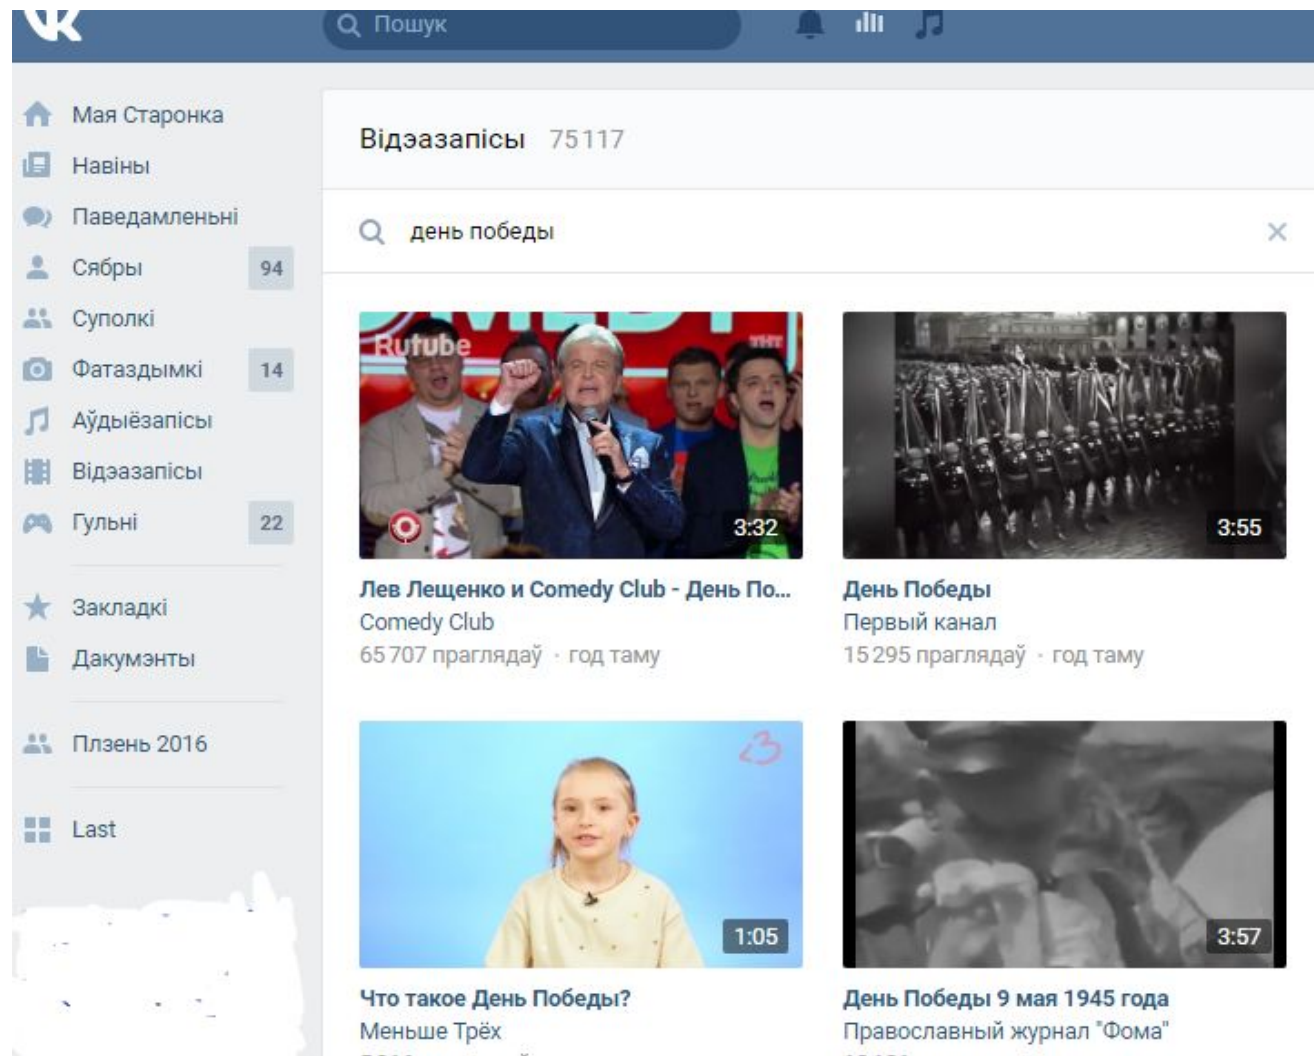 Пошук
Мая Старонка
Навіны
Паведамленьні
Сябры 94
Суполкі
Фатаздымкі 14
Аўдыёзапісы
Відэазапісы
Гульні 22
Закладкі
Дакумэнты
Плзень 2016
Last
Відэазапісы 75117
день победы
Rutube
ТНТ
3:32
Лев Лещенко и Comedy Club - День По...
Comedy Club
65 707 праглядаў · год таму
3:55
День Победы
Первый канал
15 295 праглядаў · год таму
<3
1:05
Что такое День Победы?
Меньше Трёх
3:57
День Победы 9 мая 1945 года
Православный журнал "Фома"